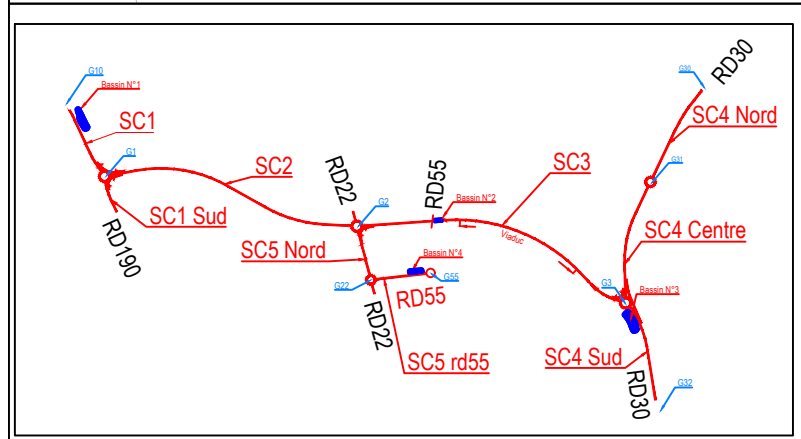 G10
Bassin N°1
SC1
G1
SC2
SC1 Sud
RD190
RD22
G2
RD55
Bassin N°2
SC3
Viaduc
G30
RD30
SC4 Nord
G31
SC4 Centre
SC5 Nord
Bassin N°4
G55
G22
RD55
RD22
SC5 rd55
G3
Bassin N°3
SC4 Sud
RD30
G32